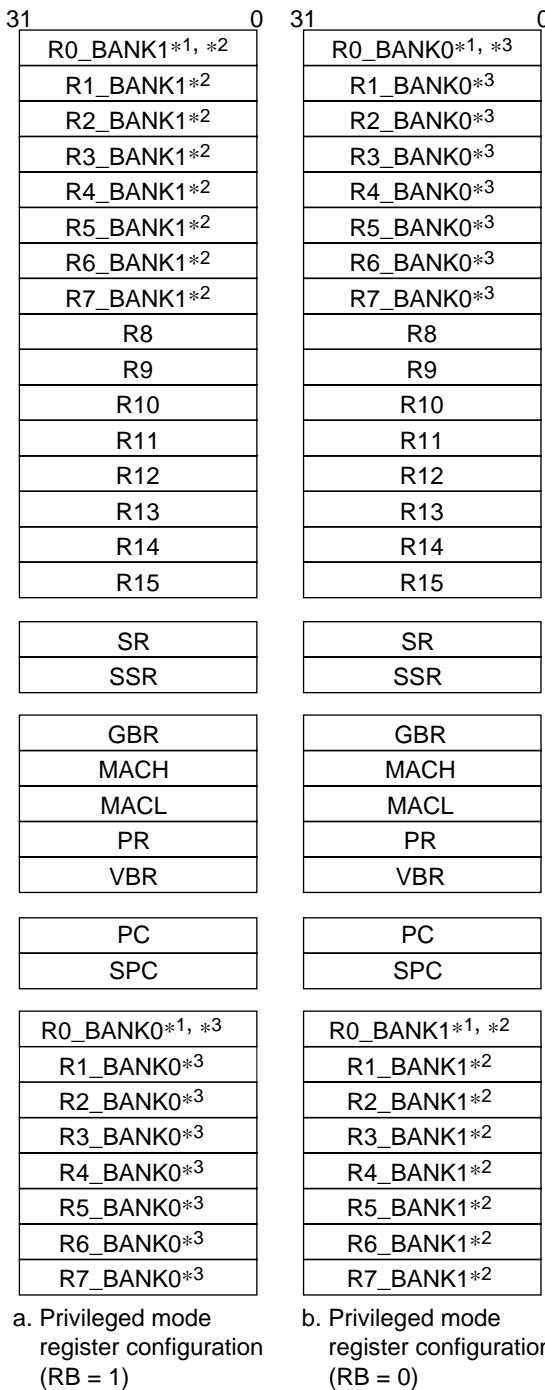 31 0
R0_BANK1*1, *2
R1_BANK1*2
R2_BANK1*2
R3_BANK1*2
R4_BANK1*2
R5_BANK1*2
R6_BANK1*2
R7_BANK1*2
R8
R9
R10
R11
R12
R13
R14
R15
SR
SSR
GBR
MACH
MACL
PR
VBR
PC
SPC
R0_BANK0*1, *3
R1_BANK0*3
R2_BANK0*3
R3_BANK0*3
R4_BANK0*3
R5_BANK0*3
R6_BANK0*3
R7_BANK0*3
a. Privileged mode
register configuration
(RB = 1)
31 0
R0_BANK0*1, *3
R1_BANK0*3
R2_BANK0*3
R3_BANK0*3
R4_BANK0*3
R5_BANK0*3
R6_BANK0*3
R7_BANK0*3
R8
R9
R10
R11
R12
R13
R14
R15
SR
SSR
GBR
MACH
MACL
PR
VBR
PC
SPC
R0_BANK1*1, *2
R1_BANK1*2
R2_BANK1*2
R3_BANK1*2
R4_BANK1*2
R5_BANK1*2
R6_BANK1*2
R7_BANK1*2
b. Privileged mode
register configuration
(RB = 0)